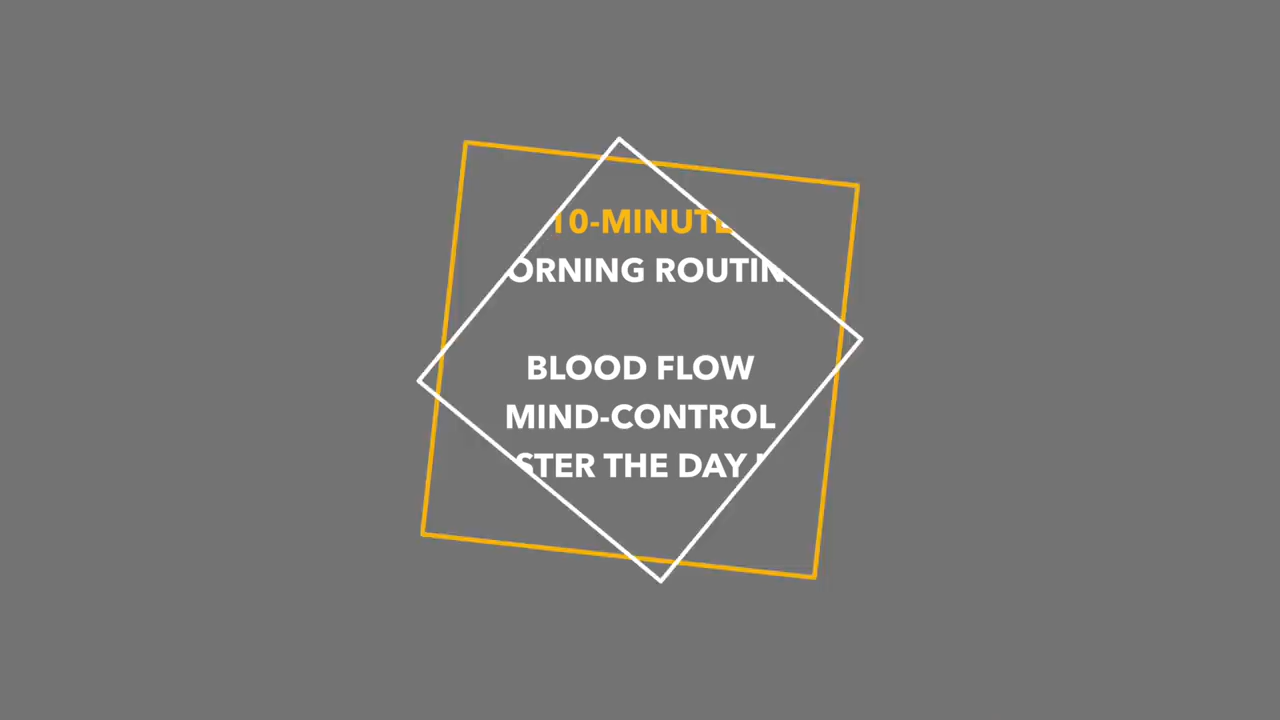 10-MINUTE
ORNING ROUTIN
BLOOD FLOW
MIND-CONTROL
STER THE DAY